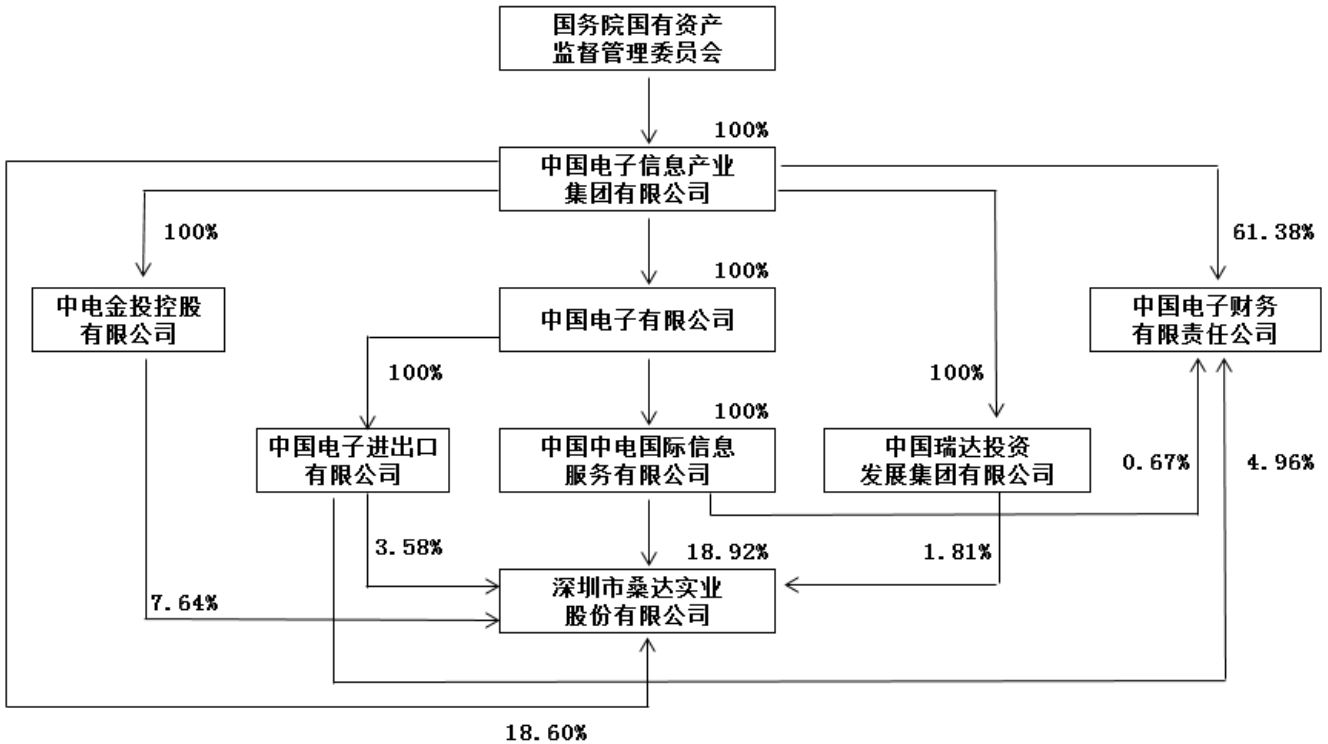 国务院国有资产
监督管理委员会
100%
中国电子信息产业
集团有限公司
100%
61.38%
100%
中电金投控股
有限公司
中国电子有限公司
中国电子财务
有限责任公司
100%
100%
100%
中国电子进出口
有限公司
中国中电国际信息
服务有限公司
中国瑞达投资
发展集团有限公司
0.67%
4.96%
3.58%
18.92%
1.81%
深圳市桑达实业
股份有限公司
7.64%
18.60%